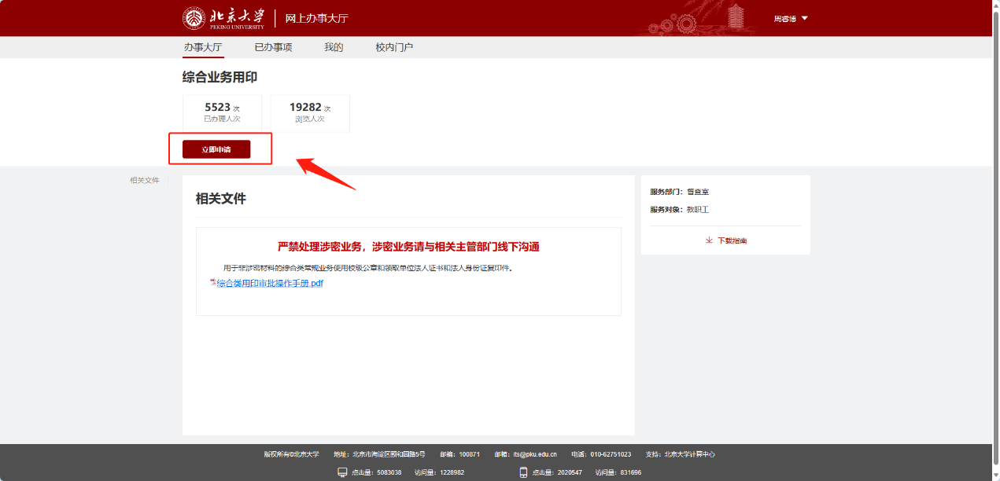 北京大学 网上办事大厅 周睿博
PEKING UNIVERSITY
办事大厅 已办事项 我的 校内门户
综合业务用印
5523 次 19282 次
已办理人次 浏览人次
立即申请
相关文件
相关文件
严禁处理涉密业务，涉密业务请与相关主管部门线下沟通
用于非涉密材料的综合类常规业务使用校级公章和领取单位法人证书和法人身份证复印件。
综合类用印审批操作手册.pdf
服务部门：督查室
服务对象：教职工
下载指南
版权所有©北京大学 地址：北京市海淀区颐和园路5号 邮编：100871 邮箱：its@pku.edu.cn 电话：010-62751023 支持：北京大学计算中心
点击量：5083038 访问量：1228982 点击量：2020547 访问量：831696